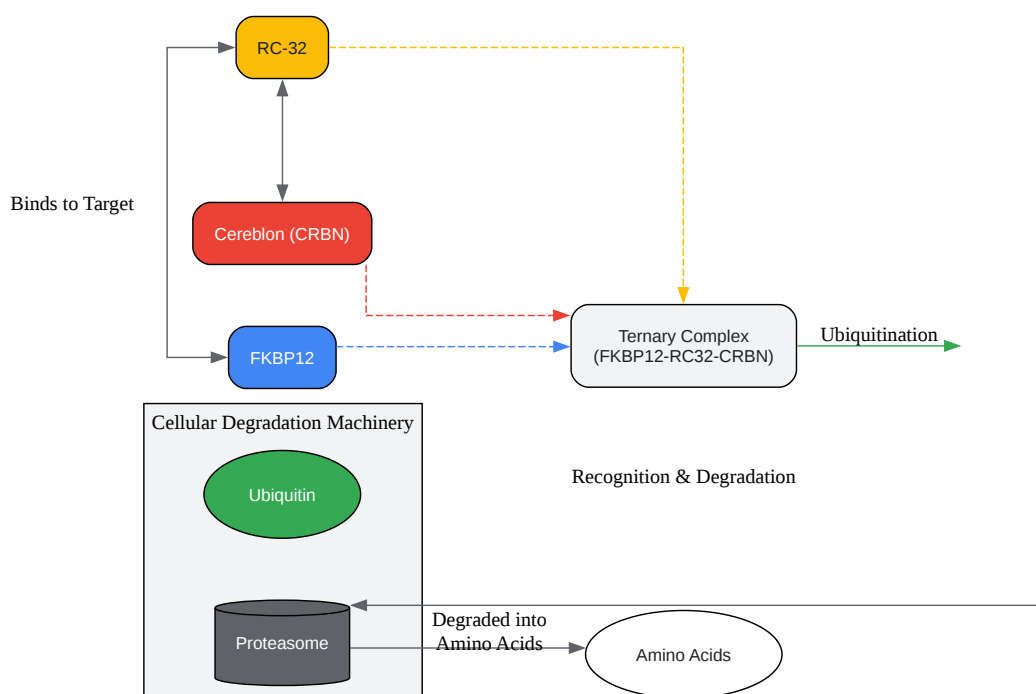 RC-32
Binds to Target
Cereblon (CRBN)
FKBP12
Ternary Complex
(FKBP12-RC32-CRBN)
Ubiquitination
Cellular Degradation Machinery
Ubiquitin
Recognition & Degradation
Proteasome
Degraded into
Amino Acids
Amino Acids